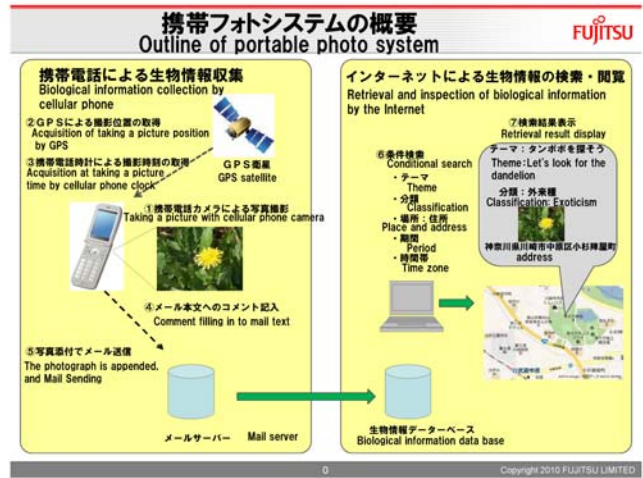 携帯フォトシステムの概要
Outline of portable photo system
FUJITSU
携帯電話による生物情報収集
Biological information collection by
cellular phone
②GPSによる撮影位置の取得
Acquisition of taking a picture position
by GPS
③携帯電話時計による撮影時刻の取得
Acquisition at taking a picture
time by cellular phone clock
GPS衛星
GPS satellite
①携帯電話カメラによる写真撮影
Taking a picture with cellular phone camera
④メール本文へのコメント記入
Comment filling in to mail text
⑤写真添付でメール送信
The photograph is appended,
and Mail Sending
メールサーバー Mail server
インターネットによる生物情報の検索・閲覧
Retrieval and inspection of biological information
by the Internet
⑥条件検索
Conditional search
・テーマ
Theme
・分類
Classification
・場所:住所
Place and address
・期間
Period
・時間帯
Time zone
⑦検索結果表示
Retrieval result display
テーマ:タンポポを探そう
Theme:Let's look for the
dandelion
分類:外来種
Classification: Exoticism
神奈川県川崎市中原区小杉陣屋町
address
生物情報データーベース
Biological information data base
0
Copyright 2010 FUJITSU LIMITED